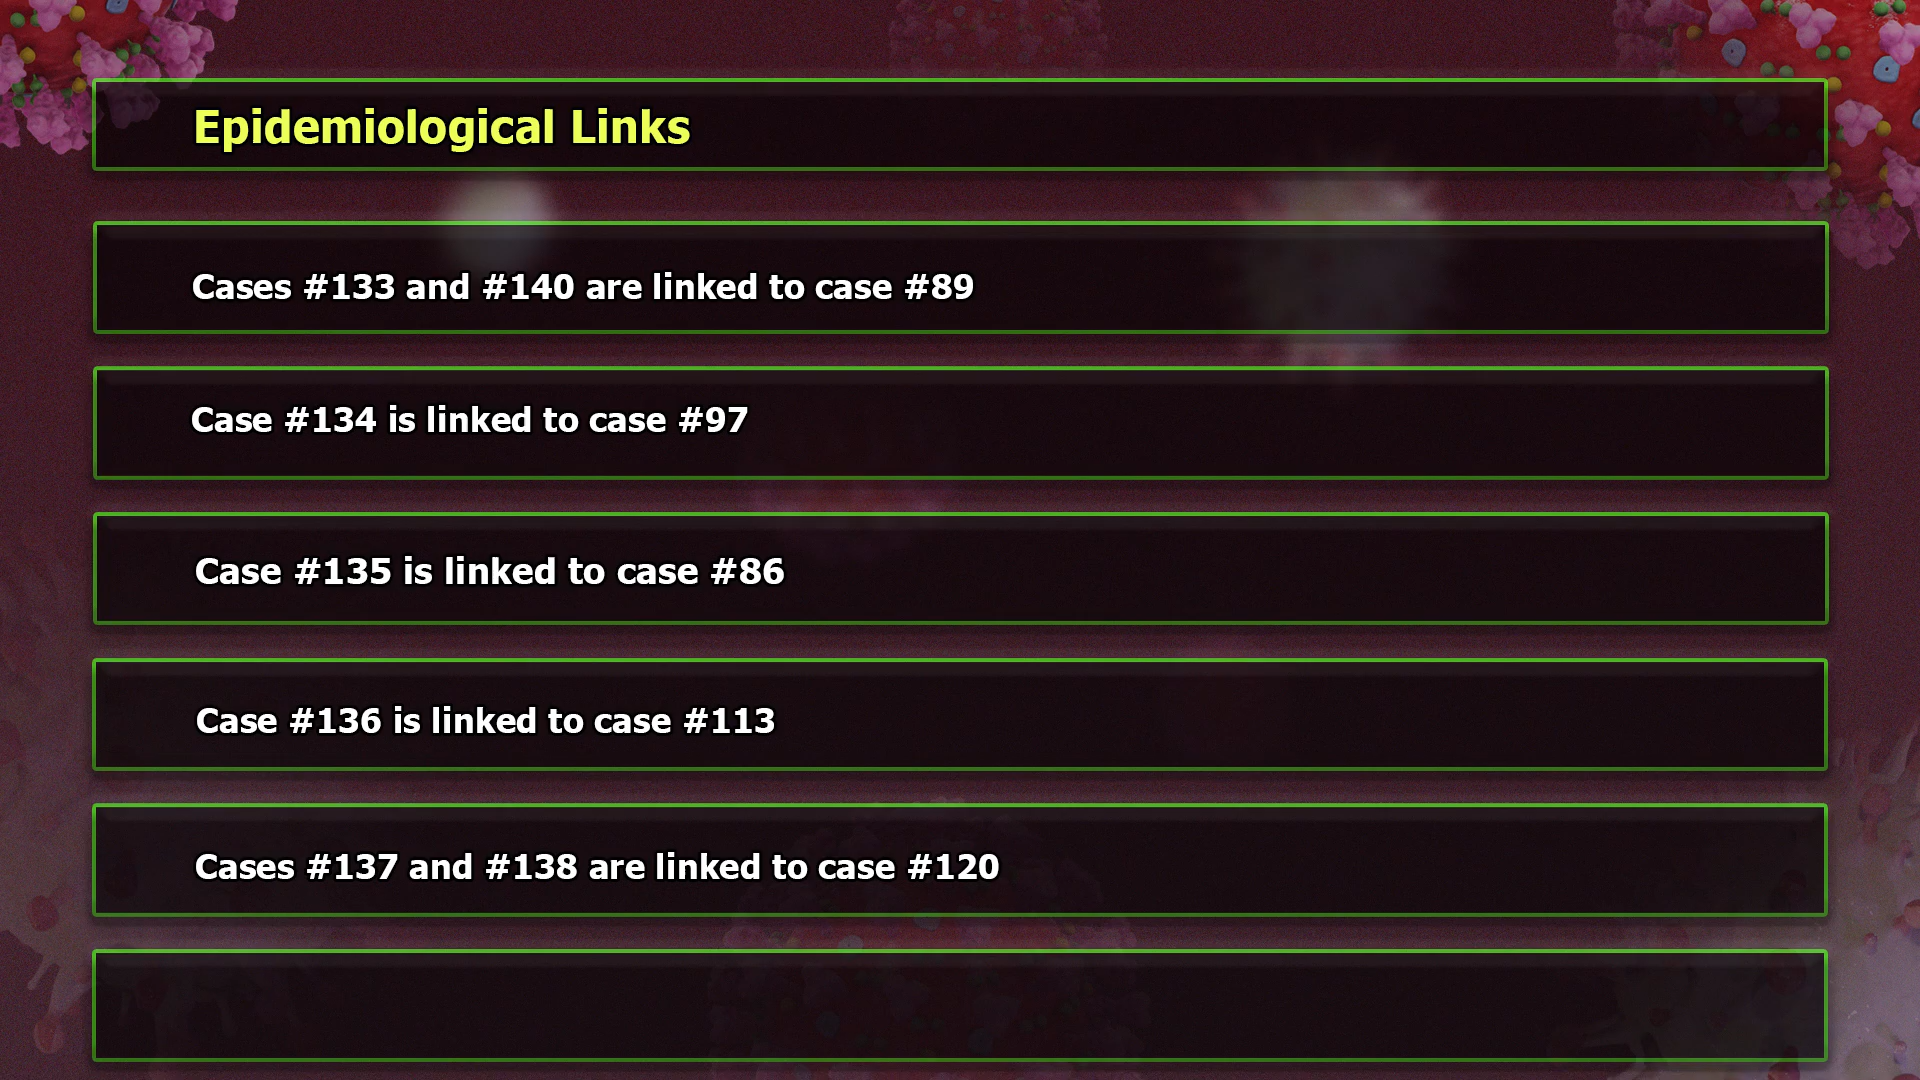 Epidemiological Links
Cases #133 and #140 are linked to case #89
Case #134 is linked to case #97
Case #135 is linked to case #86
Case #136 is linked to case #113
Cases #137 and #138 are linked to case #120